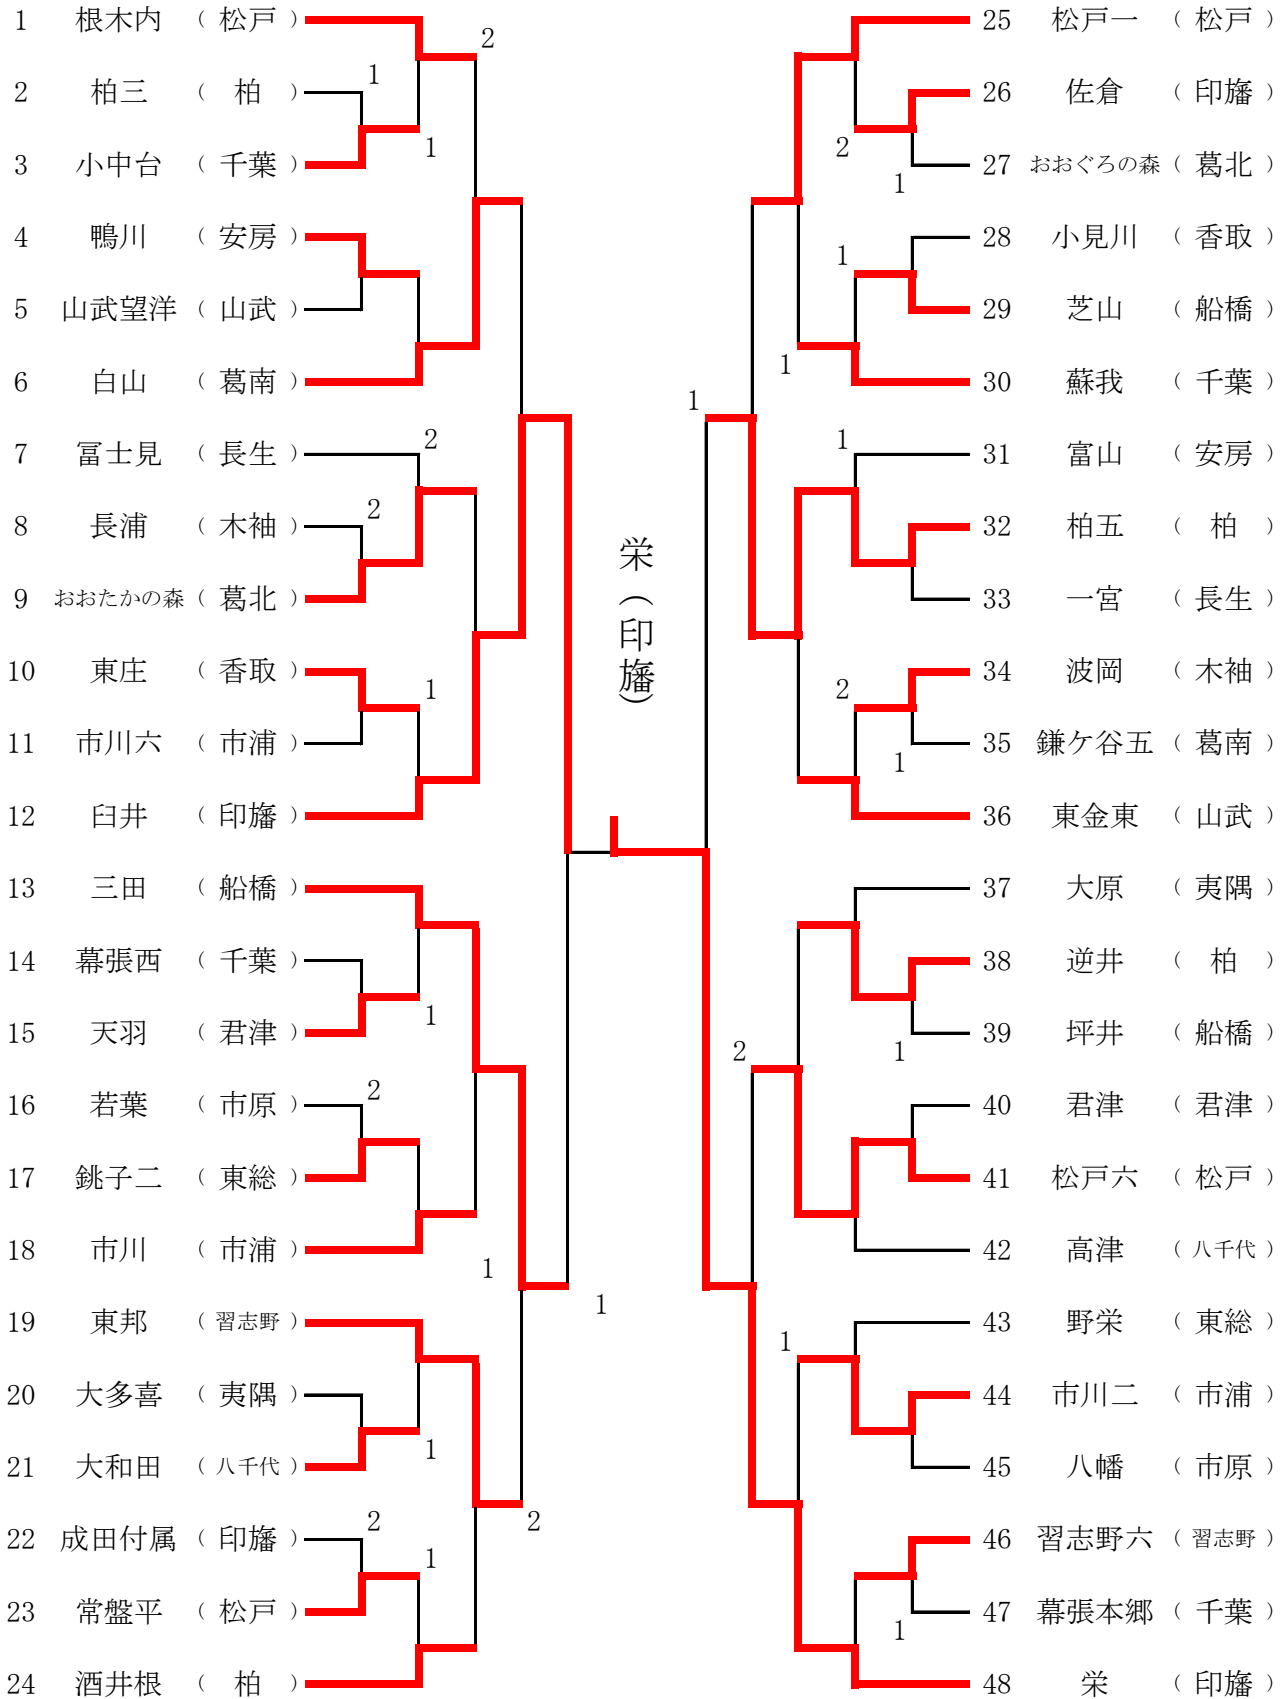 1 根木内 （ 松戸 ）
2 柏三 （ 柏 ）
3 小中台 （ 千葉 ）
4 鴨川 （ 安房 ）
5 山武望洋 （ 山武 ）
6 白山 （ 葛南 ）
7 冨士見 （ 長生 ）
8 長浦 （ 木袖 ）
9 おおたかの森 （ 葛北 ）
10 東庄 （ 香取 ）
11 市川六 （ 市浦 ）
12 臼井 （ 印旛 ）
13 三田 （ 船橋 ）
14 幕張西 （ 千葉 ）
15 天羽 （ 君津 ）
16 若葉 （ 市原 ）
17 銚子二 （ 東総 ）
18 市川 （ 市浦 ）
19 東邦 （ 習志野 ）
20 大多喜 （ 夷隅 ）
21 大和田 （ 八千代 ）
22 成田付属 （ 印旛 ）
23 常盤平 （ 松戸 ）
24 酒井根 （ 柏 ）
2
1
1
2
2
1
1
2
1
1
1
2
1
2
栄（印旛）
1
2
2
1
1
1
1
2
1
1
1
1
25 松戸一 （ 松戸 ）
26 佐倉 （ 印旛 ）
27 おおぐろの森 （ 葛北 ）
28 小見川 （ 香取 ）
29 芝山 （ 船橋 ）
30 蘇我 （ 千葉 ）
31 富山 （ 安房 ）
32 柏五 （ 柏 ）
33 一宮 （ 長生 ）
34 波岡 （ 木袖 ）
35 鎌ケ谷五 （ 葛南 ）
36 東金東 （ 山武 ）
37 大原 （ 夷隅 ）
38 逆井 （ 柏 ）
39 坪井 （ 船橋 ）
40 君津 （ 君津 ）
41 松戸六 （ 松戸 ）
42 高津 （ 八千代 ）
43 野栄 （ 東総 ）
44 市川二 （ 市浦 ）
45 八幡 （ 市原 ）
46 習志野六 （ 習志野 ）
47 幕張本郷 （ 千葉 ）
48 栄 （ 印旛 ）